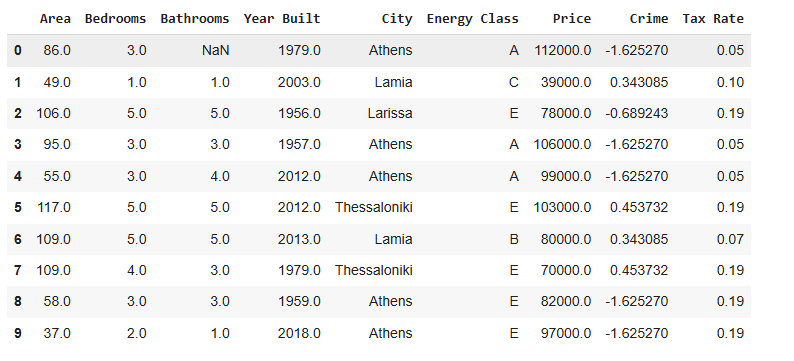 Area Bedrooms Bathrooms Year Built City Energy Class Price Crime Tax Rate
0 86.0 3.0 NaN 1979.0 Athens A 112000.0 -1.625270 0.05
1 49.0 1.0 1.0 2003.0 Lamia C 39000.0 0.343085 0.10
2 106.0 5.0 5.0 1956.0 Larissa E 78000.0 -0.689243 0.19
3 95.0 3.0 3.0 1957.0 Athens A 106000.0 -1.625270 0.05
4 55.0 3.0 4.0 2012.0 Athens A 99000.0 -1.625270 0.05
5 117.0 5.0 5.0 2012.0 Thessaloniki E 103000.0 0.453732 0.19
6 109.0 5.0 5.0 2013.0 Lamia B 80000.0 0.343085 0.07
7 109.0 4.0 3.0 1979.0 Thessaloniki E 70000.0 0.453732 0.19
8 58.0 3.0 3.0 1959.0 Athens E 82000.0 -1.625270 0.19
9 37.0 2.0 1.0 2018.0 Athens E 97000.0 -1.625270 0.19